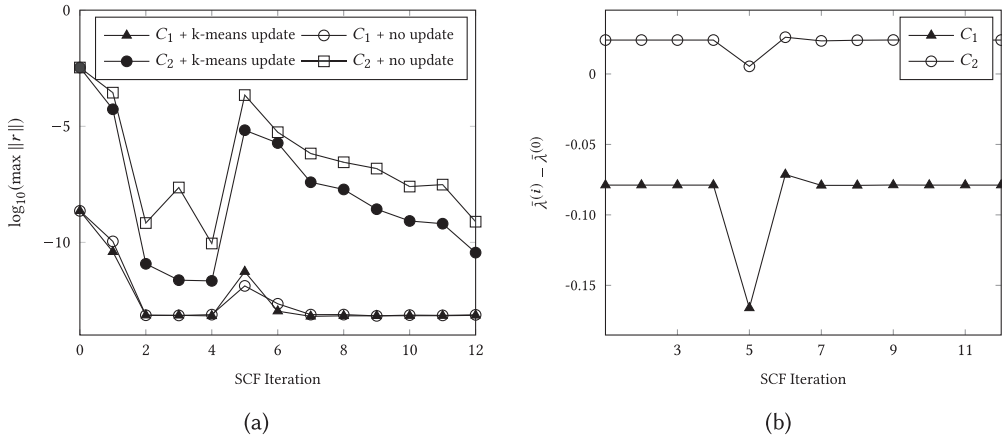 0
−5
−10
log10(max ∥r∥)
C1 + k-means update
C1 + no update
C2 + k-means update
C2 + no update
0 2 4 6 8 10 12
SCF Iteration
(a)
0
-0.05
-0.10
-0.15
λ̄(i) − λ̄(0)
C1
C2
3 5 7 9 11
SCF Iteration
(b)